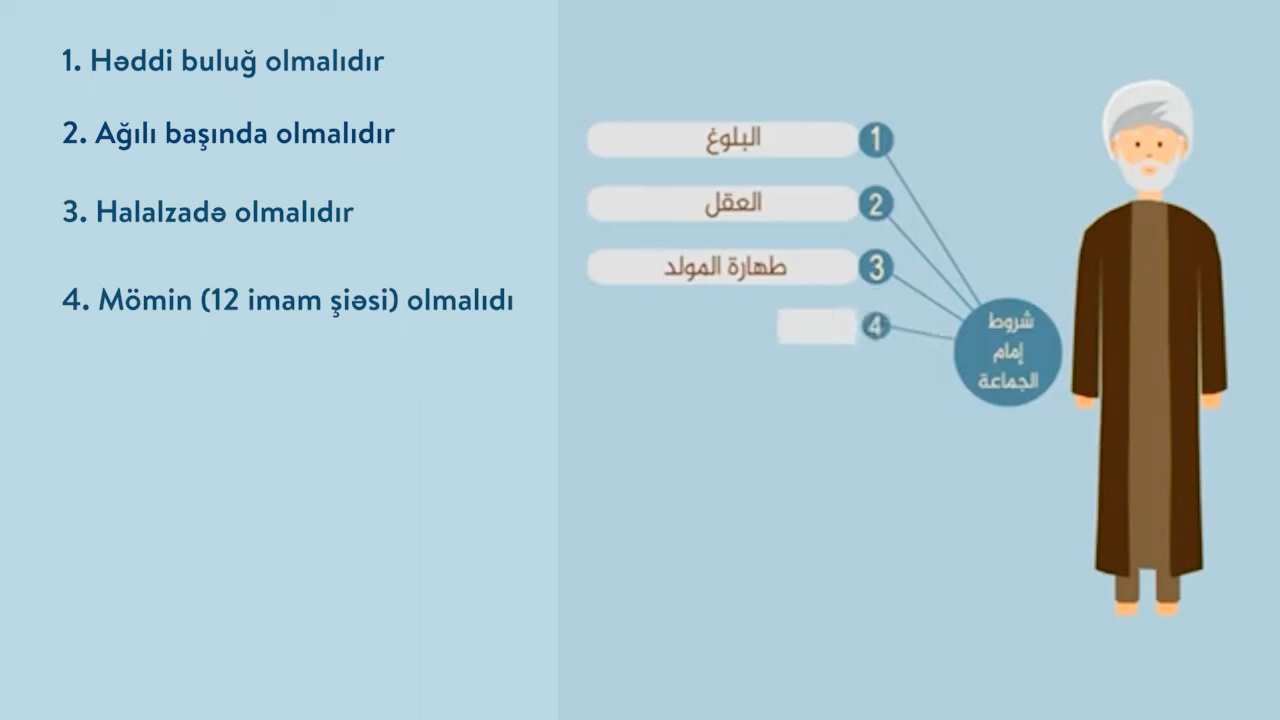 1. Həddi buluğ olmalıdır
2. Ağılı başında olmalıdır
3. Halalzadə olmalıdır
4. Mömin (12 imam şiəsi) olmalıdı
البلوغ 1
العقل 2
طهارة المولد 3
4
شروط
إمام
الجماعة